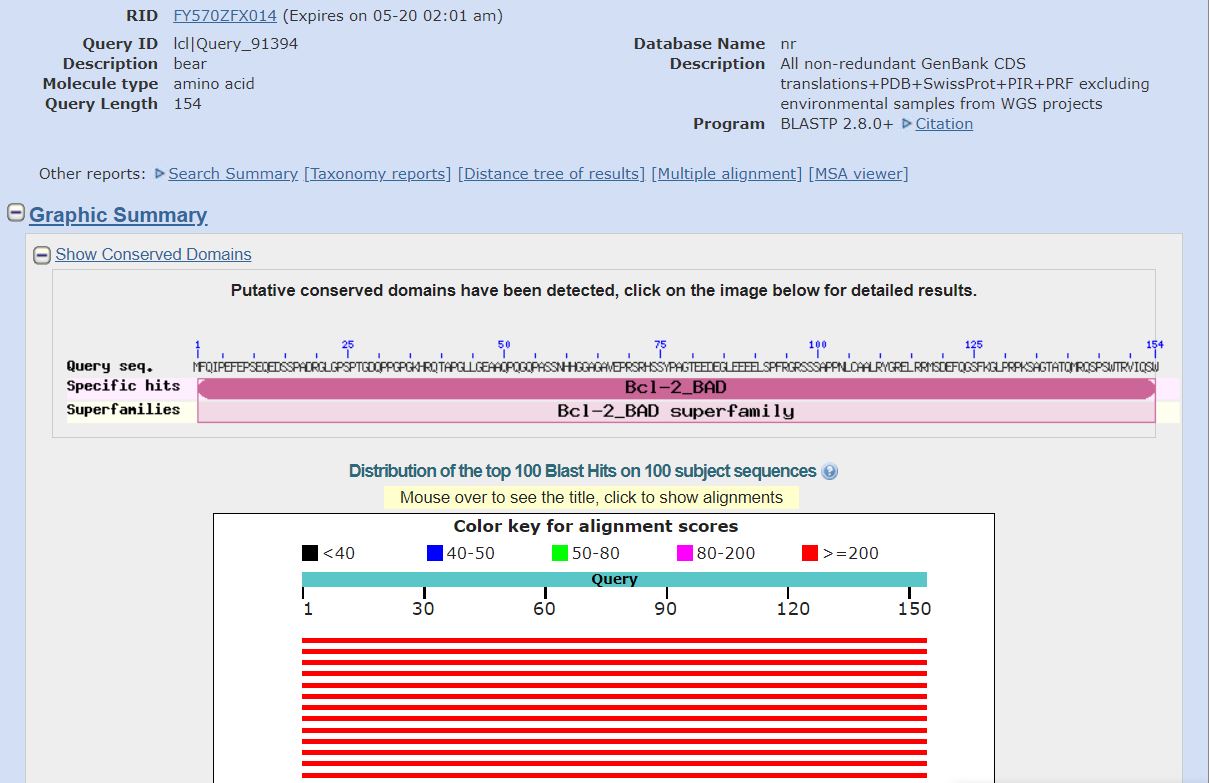 RID FY570ZFX014 (Expires on 05-20 02:01 am)
Query ID lcl|Query_91394
Description bear
Molecule type amino acid
Query Length 154
Database Name nr
Description All non-redundant GenBank CDS
translations+PDB+SwissProt+PIR+PRF excluding
environmental samples from WGS projects
Program BLASTP 2.8.0+ Citation
Other reports: Search Summary [Taxonomy reports] [Distance tree of results] [Multiple alignment] [MSA viewer]
Graphic Summary
Show Conserved Domains
Putative conserved domains have been detected, click on the image below for detailed results.
1 25 50 75 100 125 154
Query seq.
Specific hits Bcl-2_BAD
Superfamilies Bcl-2_BAD superfamily
Distribution of the top 100 Blast Hits on 100 subject sequences
Mouse over to see the title, click to show alignments
Color key for alignment scores
<40 40-50 50-80 80-200 >=200
Query
1 30 60 90 120 150